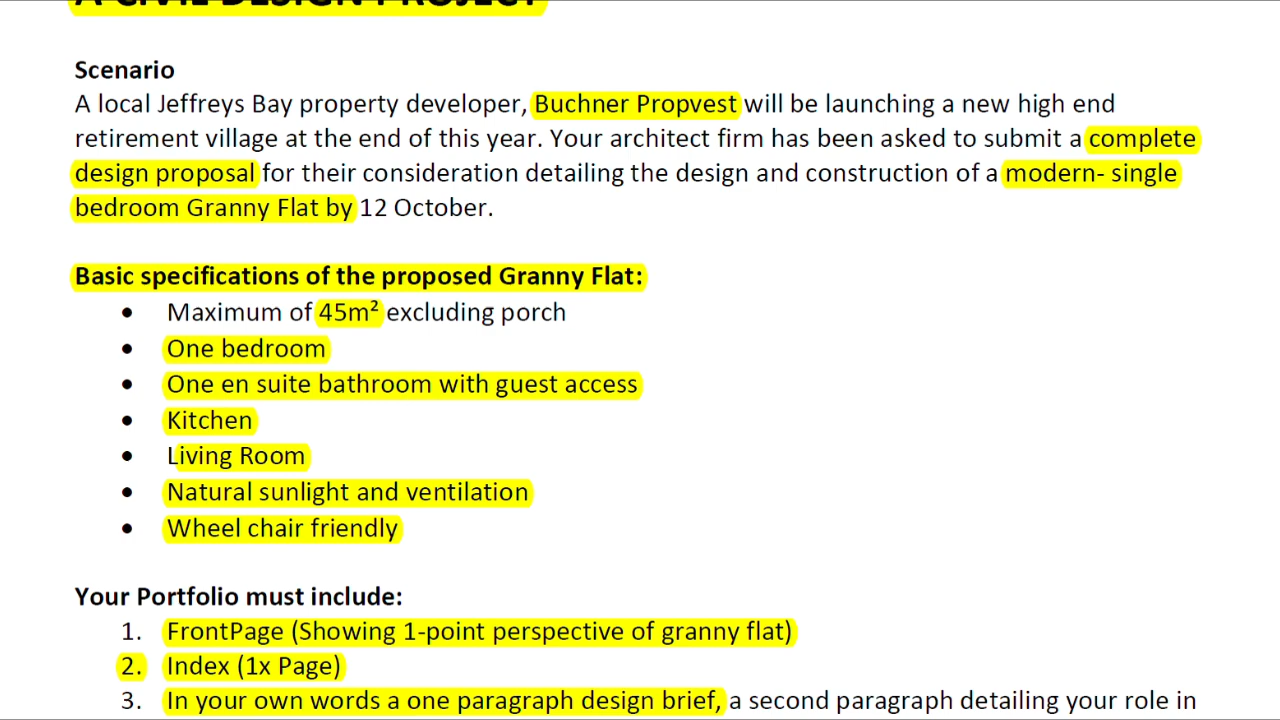 A CIVIL DESIGN PROJECT
Scenario
A local Jeffreys Bay property developer, Buchner Propvest will be launching a new high end
retirement village at the end of this year. Your architect firm has been asked to submit a complete
design proposal for their consideration detailing the design and construction of a modern- single
bedroom Granny Flat by 12 October.
Basic specifications of the proposed Granny Flat:
• Maximum of 45m² excluding porch
• One bedroom
• One en suite bathroom with guest access
• Kitchen
• Living Room
• Natural sunlight and ventilation
• Wheel chair friendly
Your Portfolio must include:
1. FrontPage (Showing 1-point perspective of granny flat)
2. Index (1x Page)
3. In your own words a one paragraph design brief, a second paragraph detailing your role in